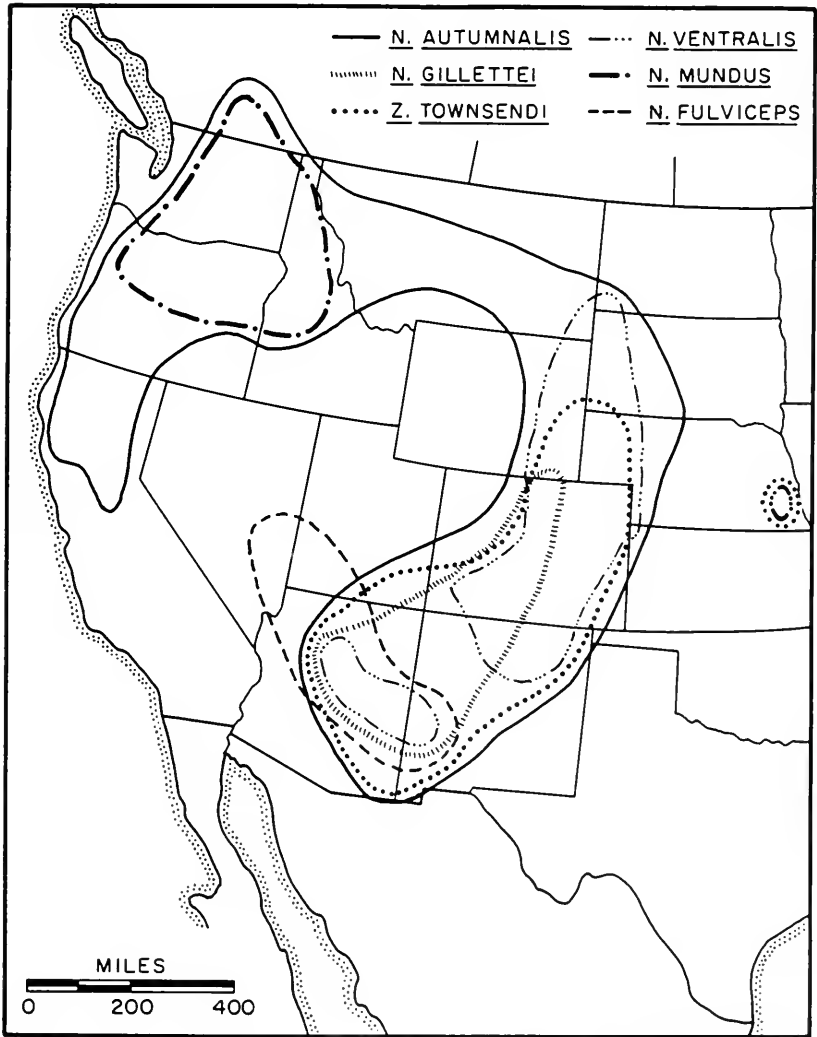 N. AUTUMNALIS
N. VENTRALIS
N. GILLETTEI
N. MUNDUS
Z. TOWNSENDI
N. FULVICEPS
MILES
0 200 400